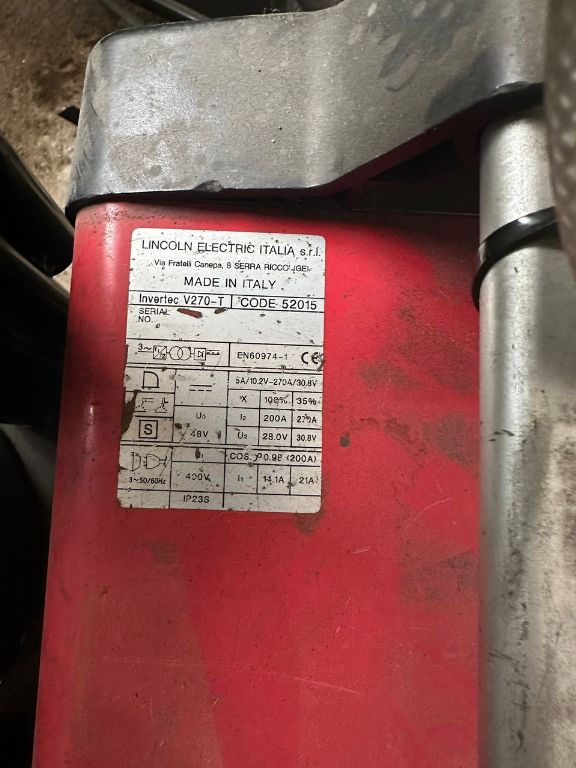 LINCOLN ELECTRIC ITALIA s.r.l.
Via Fratelli Canepa, 8 SERRA RICCO' (GE)
MADE IN ITALY
Invertec V270-T CODE 52015
SERIAL
NO.
3~ EN60974-1 CE
5A/10.2V-270A/30.8V
X 100% 35%
U0 I2 200A 270A
S 48V U2 28.0V 30.8V
COS. φ 0.98 (200A)
3~50/60Hz 400V I1 14.1A 21A
IP23S